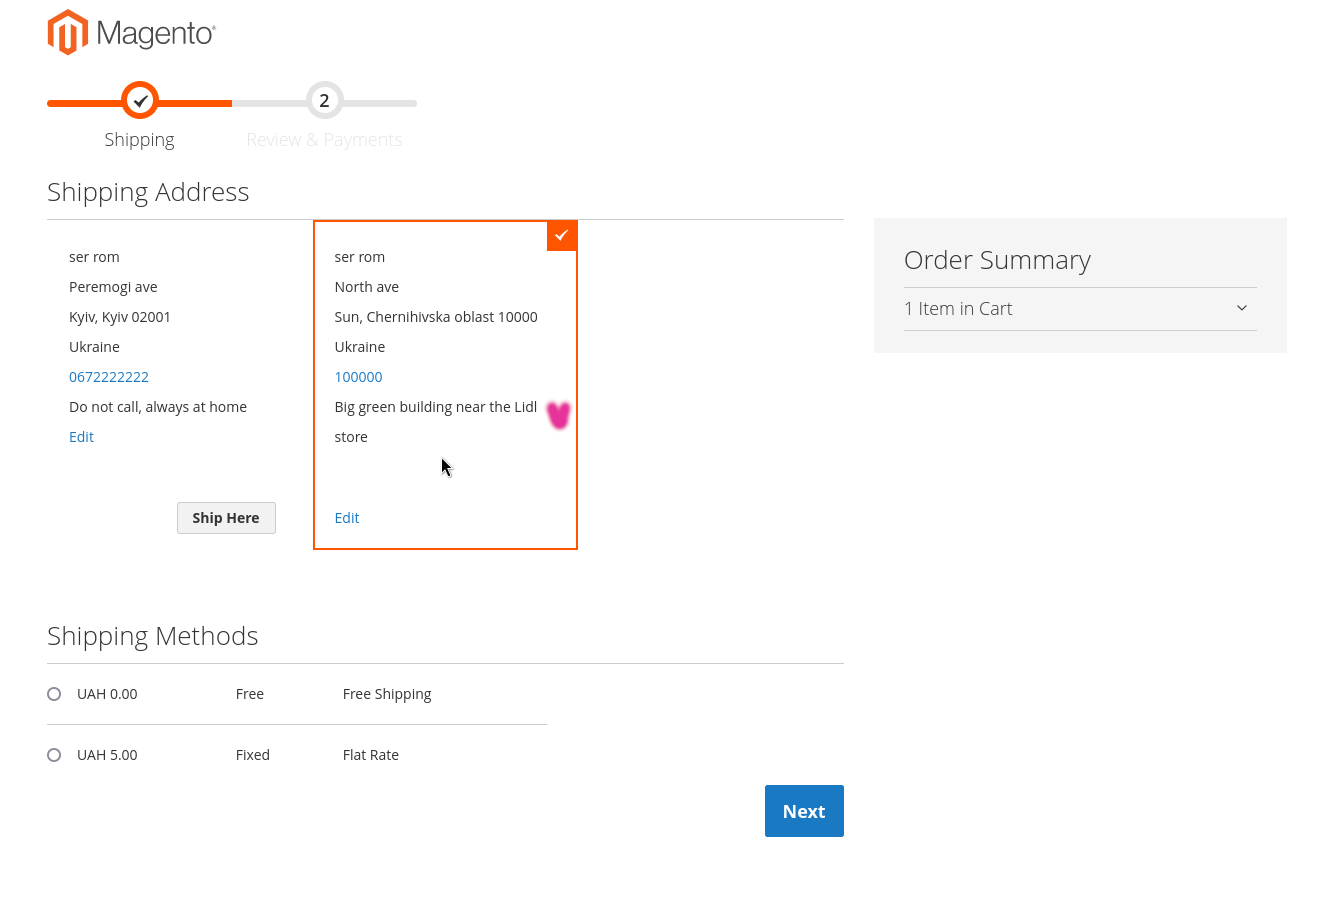 Magento®
2
Shipping
Review & Payments
Shipping Address
ser rom
Peremogi ave
Kyiv, Kyiv 02001
Ukraine
0672222222
Do not call, always at home
Edit
Ship Here
ser rom
North ave
Sun, Chernihivska oblast 10000
Ukraine
100000
Big green building near the Lidl
store
Edit
Order Summary
1 Item in Cart
Shipping Methods
UAH 0.00 Free Free Shipping
UAH 5.00 Fixed Flat Rate
Next